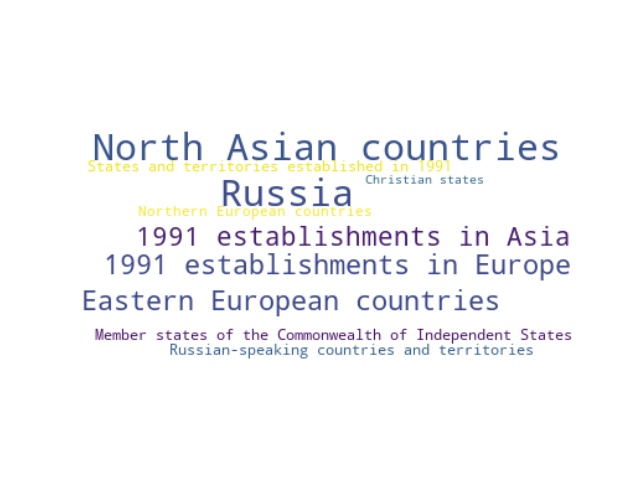 North Asian countries
States and territories established in 1991
Christian states
Russia
Northern European countries
1991 establishments in Asia
1991 establishments in Europe
Eastern European countries
Member states of the Commonwealth of Independent States
Russian-speaking countries and territories